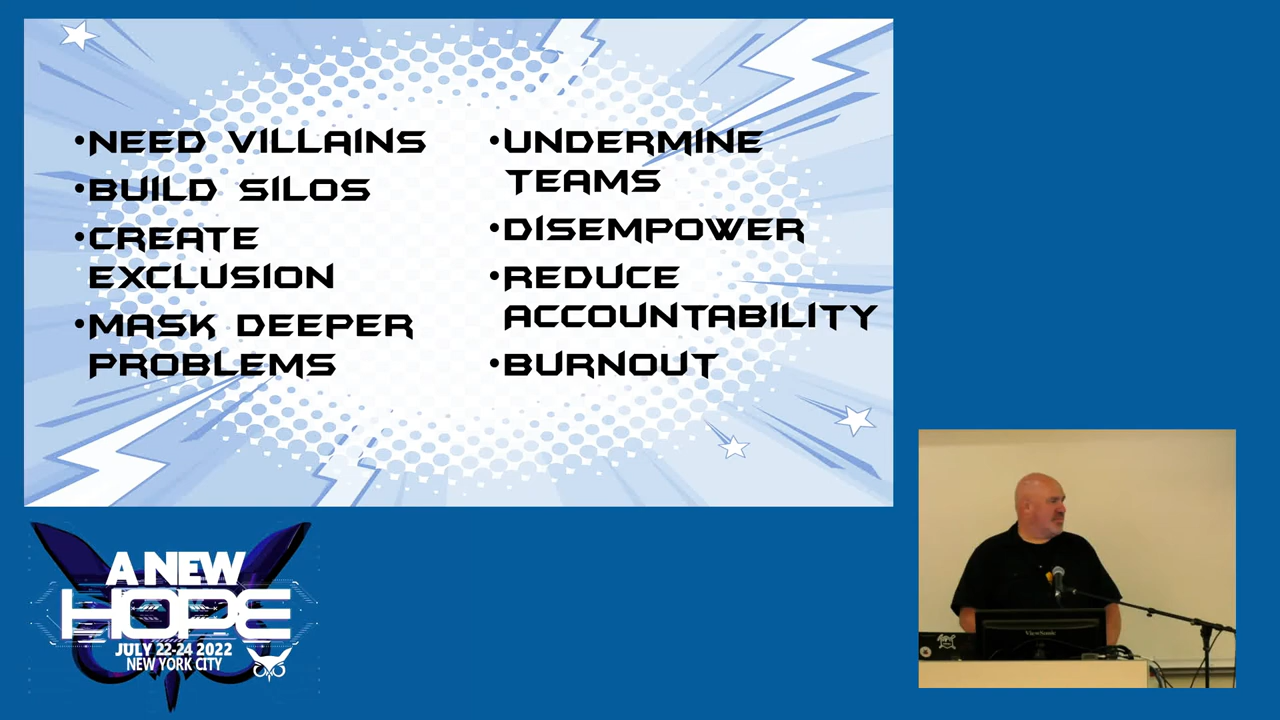 •NEED VILLAINS
•BUILD SILOS
•CREATE
EXCLUSION
•MASK DEEPER
PROBLEMS
•UNDERMINE
TEAMS
•DISEMPOWER
•REDUCE
ACCOUNTABILITY
•BURNOUT
A NEW
HOPE
JULY 22-24 2022
NEW YORK CITY
ViewSonic